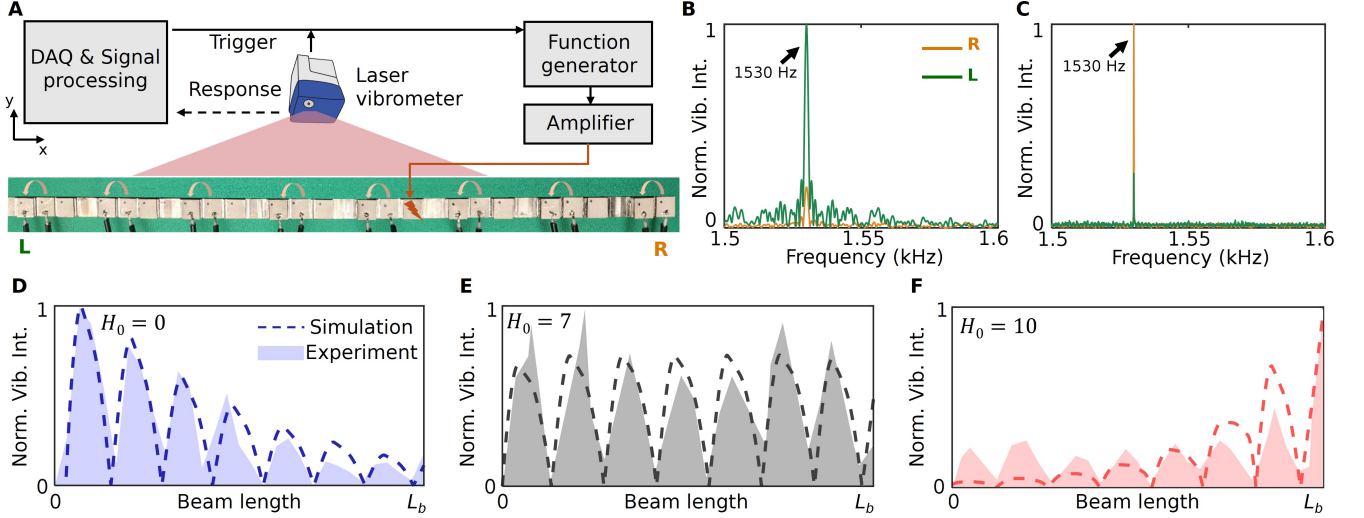 A
DAQ & Signal
processing
Trigger
Response
Laser
vibrometer
Function
generator
Amplifier
y
x
L
R
B
Norm. Vib. Int.
1
0
1530 Hz
R
L
1.5
1.55
1.6
Frequency (kHz)
C
Norm. Vib. Int.
1
0
1530 Hz
1.5
1.55
1.6
Frequency (kHz)
D
Norm. Vib. Int.
1
0
H₀ = 0
Simulation
Experiment
0
Beam length
L_b
E
Norm. Vib. Int.
1
0
H₀ = 7
0
Beam length
L_b
F
Norm. Vib. Int.
1
0
H₀ = 10
0
Beam length
L_b